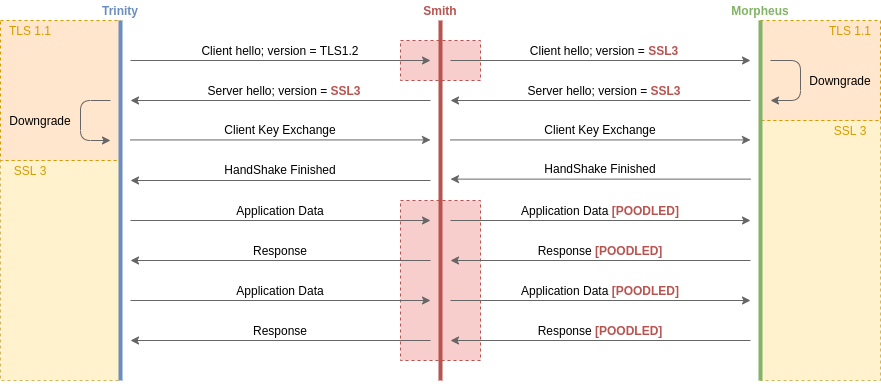 Trinity
Smith
Morpheus
TLS 1.1
TLS 1.1
Client hello; version = TLS1.2
Client hello; version = SSL3
Downgrade
Server hello; version = SSL3
Server hello; version = SSL3
Downgrade
Client Key Exchange
Client Key Exchange
SSL 3
SSL 3
HandShake Finished
HandShake Finished
Application Data
Application Data [POODLED]
Response
Response [POODLED]
Application Data
Application Data [POODLED]
Response
Response [POODLED]